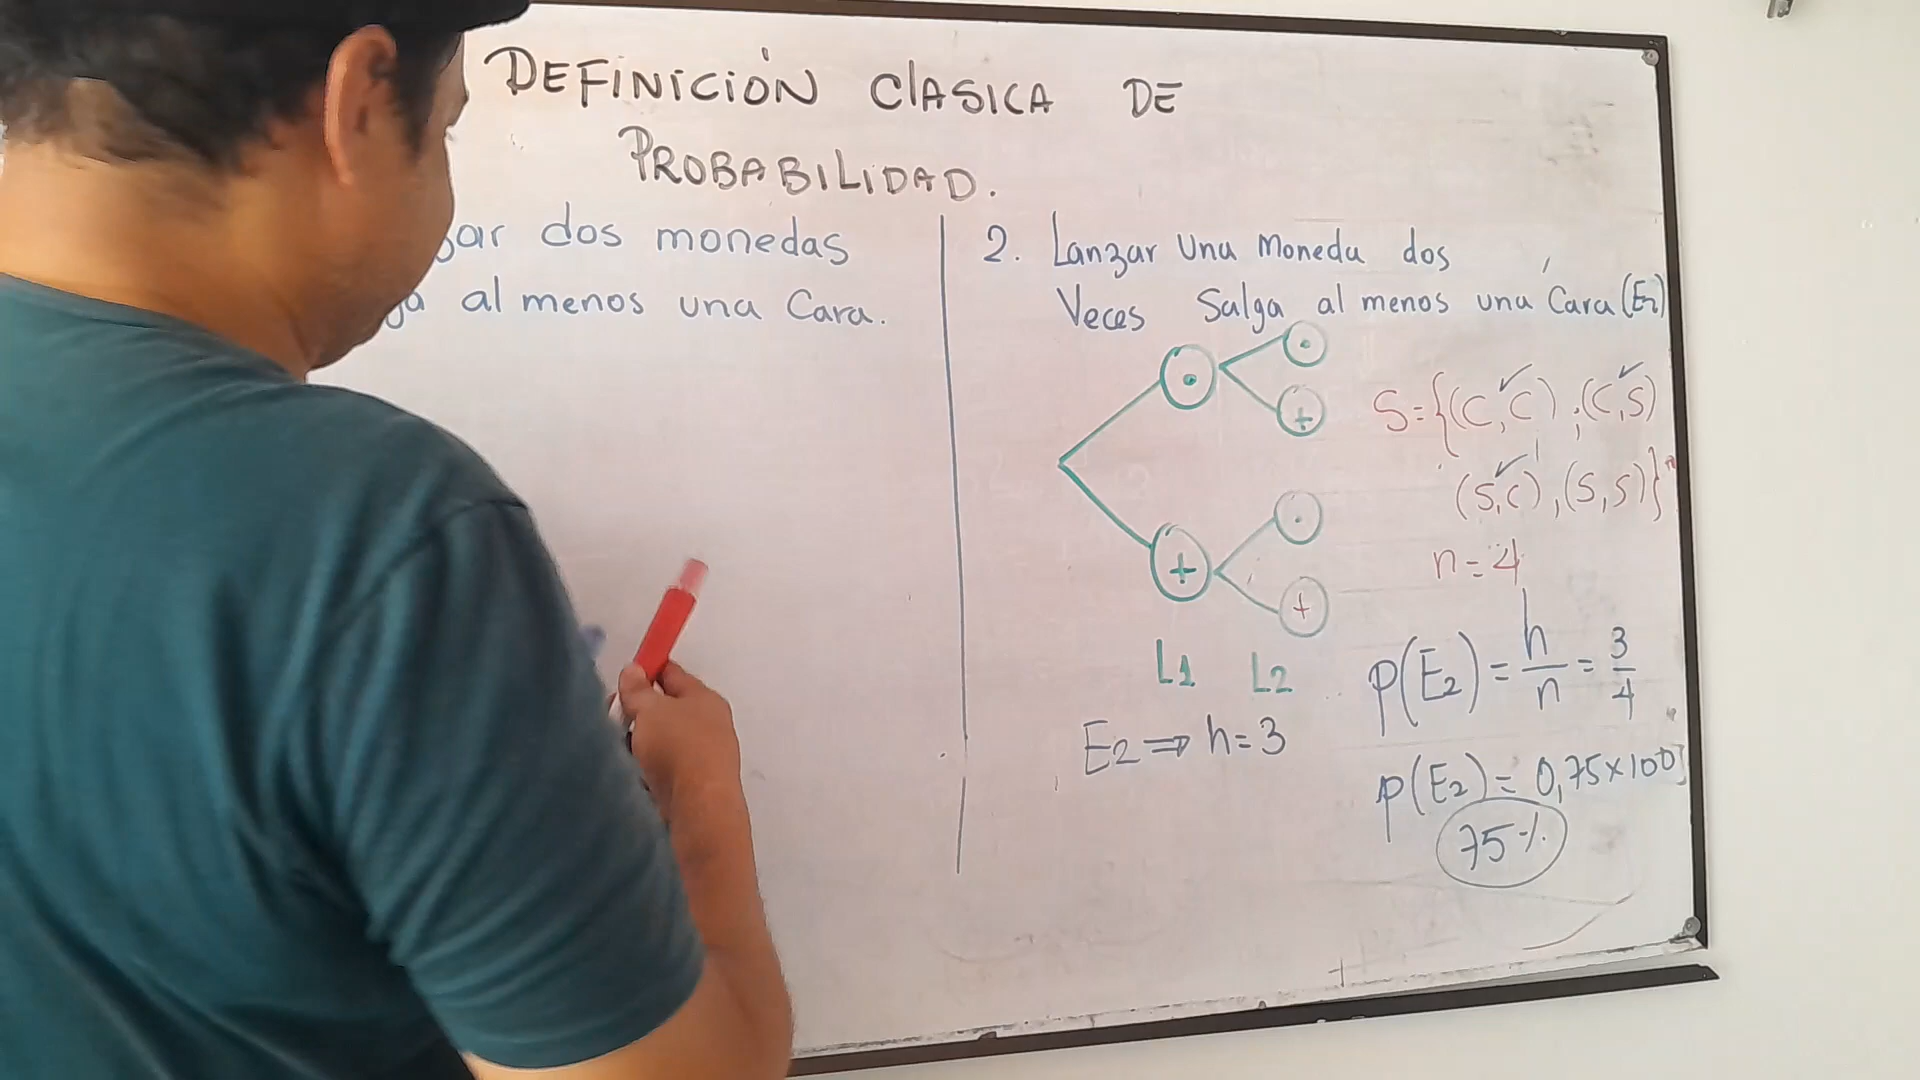 DEFINICIÓN CLASICA DE
PROBABILIDAD.
dos monedas
al menos una Cara.
2. Lanzar Una Moneda dos
Veces Salga al menos una Cara (E2)
S={(C,C),(C,S)
(S,C),(S,S)}
n=4
L1 L2
E2 ⇒ h=3
P(E2) = h/n = 3/4
P(E2) = 0,75×100
75%